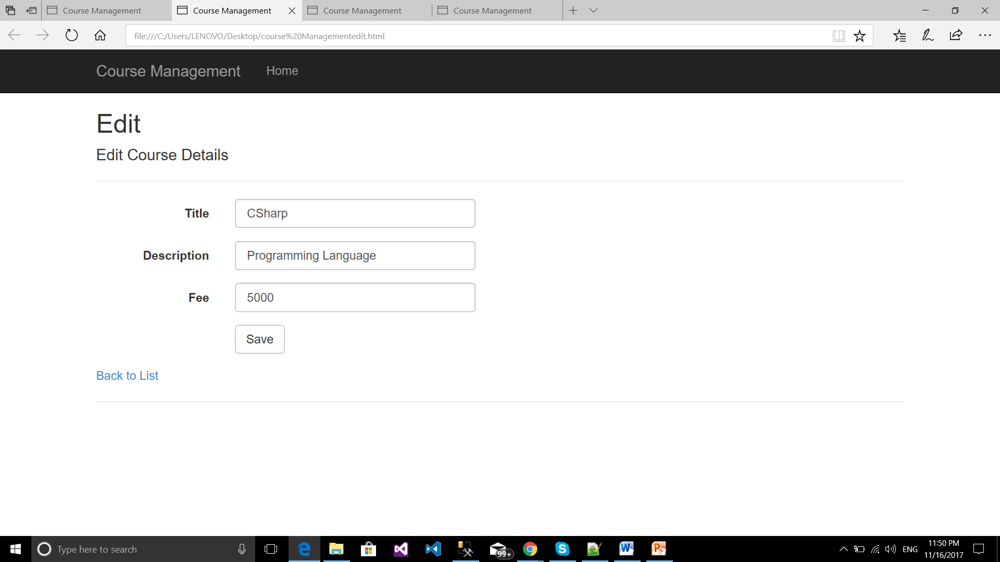 Course Management
Course Management
Course Management
Course Management
file:///C:/Users/LENOVO/Desktop/course%20Managementedit.html
Course Management Home
Edit
Edit Course Details
Title CSharp
Description Programming Language
Fee 5000
Save
Back to List
Type here to search
99+
ENG
11:50 PM
11/16/2017